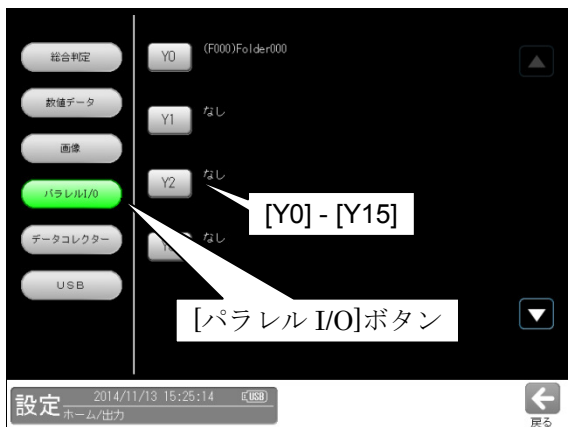 総合判定
数値データ
画像
パラレルI/O
データコレクター
USB
Y0 (F000)Folder000
Y1 なし
Y2 なし
なし
[Y0] - [Y15]
[パラレル I/O]ボタン
設定 2014/11/13 15:25:14 USB
ホーム/出力
戻る